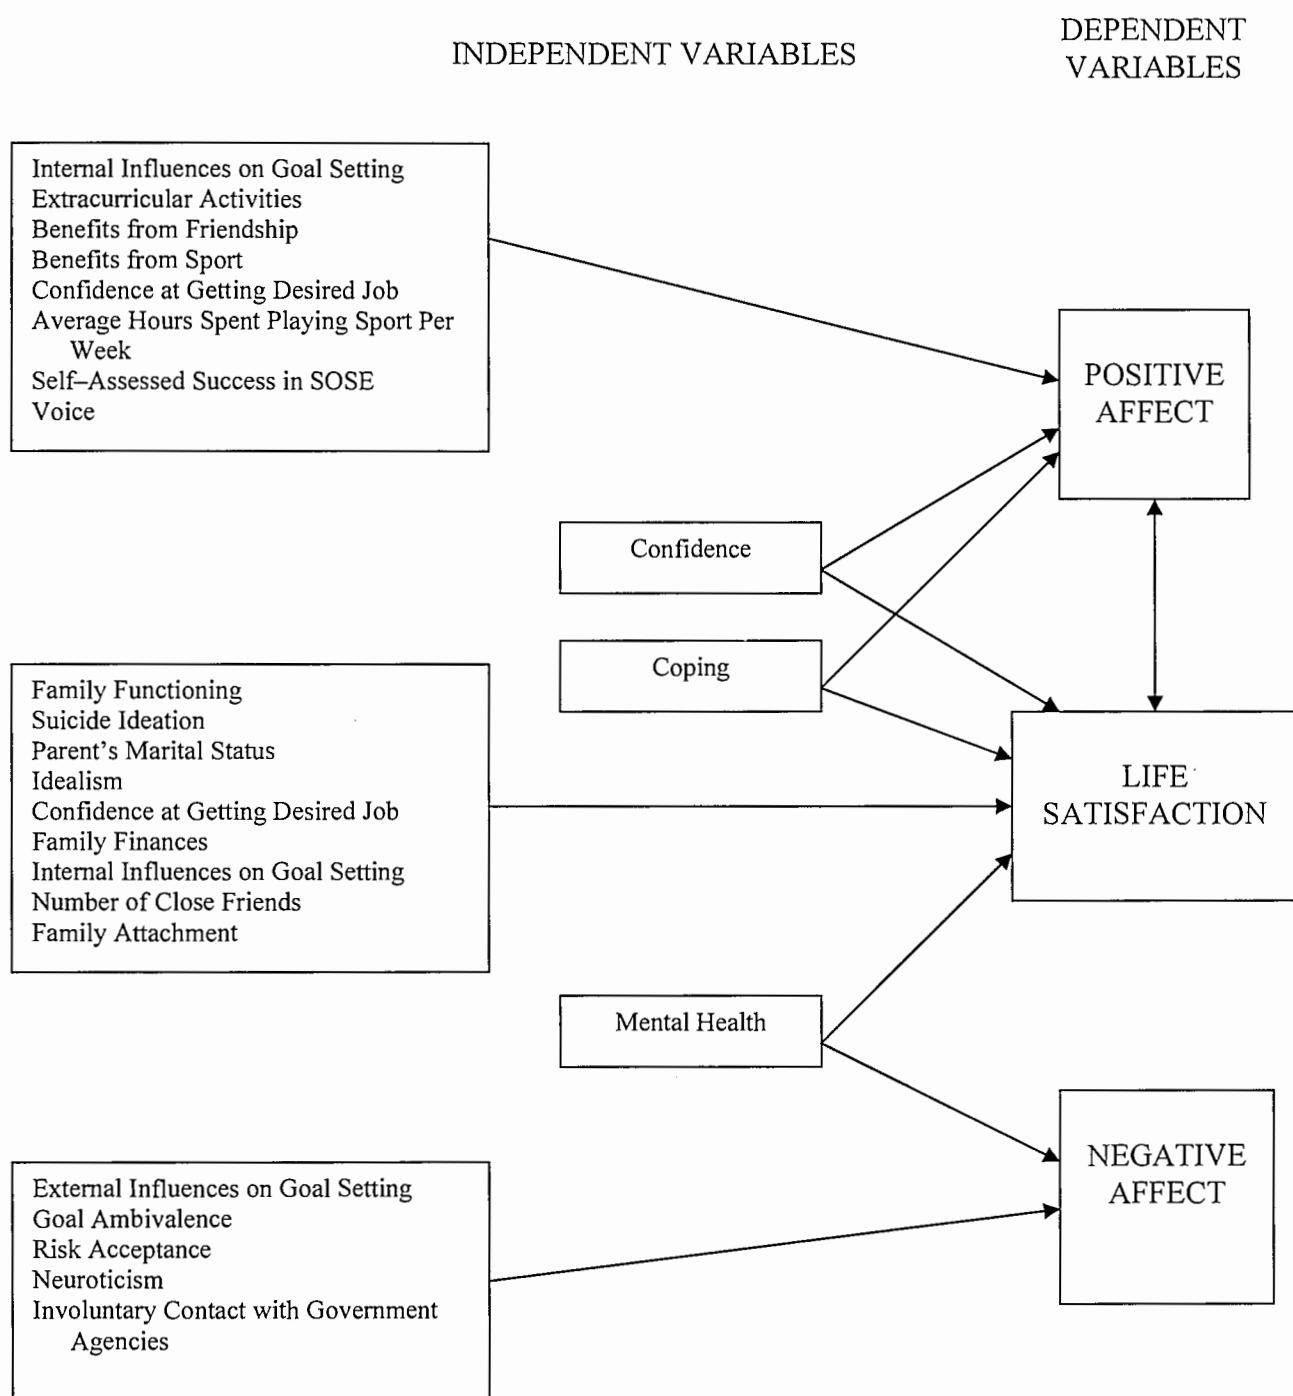 INDEPENDENT VARIABLES
DEPENDENT
VARIABLES
Internal Influences on Goal Setting
Extracurricular Activities
Benefits from Friendship
Benefits from Sport
Confidence at Getting Desired Job
Average Hours Spent Playing Sport Per
Week
Self–Assessed Success in SOSE
Voice
POSITIVE
AFFECT
Confidence
Coping
Family Functioning
Suicide Ideation
Parent's Marital Status
Idealism
Confidence at Getting Desired Job
Family Finances
Internal Influences on Goal Setting
Number of Close Friends
Family Attachment
LIFE
SATISFACTION
Mental Health
NEGATIVE
AFFECT
External Influences on Goal Setting
Goal Ambivalence
Risk Acceptance
Neuroticism
Involuntary Contact with Government
Agencies